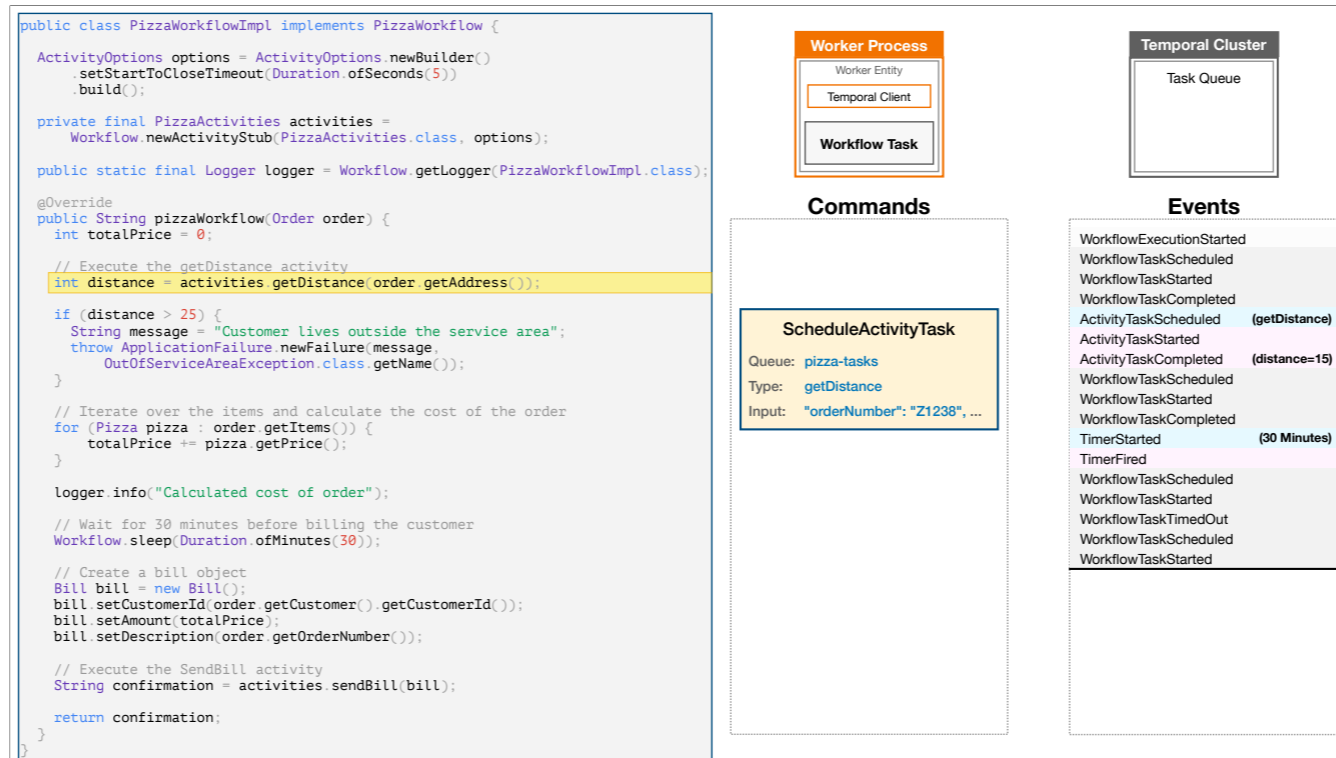 public class PizzaWorkflowImpl implements PizzaWorkflow {
ActivityOptions options = ActivityOptions.newBuilder()
.setStartToCloseTimeout(Duration.ofSeconds(5))
.build();
private final PizzaActivities activities =
Workflow.newActivityStub(PizzaActivities.class, options);
public static final Logger logger = Workflow.getLogger(PizzaWorkflowImpl.class);
@Override
public String pizzaWorkflow(Order order) {
int totalPrice = 0;
// Execute the getDistance activity
int distance = activities.getDistance(order.getAddress());
if (distance > 25) {
String message = "Customer lives outside the service area";
throw ApplicationFailure.newFailure(message,
OutOfServiceAreaException.class.getName());
}
// Iterate over the items and calculate the cost of the order
for (Pizza pizza : order.getItems()) {
totalPrice += pizza.getPrice();
}
logger.info("Calculated cost of order");
// Wait for 30 minutes before billing the customer
Workflow.sleep(Duration.ofMinutes(30));
// Create a bill object
Bill bill = new Bill();
bill.setCustomerId(order.getCustomer().getCustomerId());
bill.setAmount(totalPrice);
bill.setDescription(order.getOrderNumber());
// Execute the SendBill activity
String confirmation = activities.sendBill(bill);
return confirmation;
}
}
Worker Process
Worker Entity
Temporal Client
Workflow Task
Commands
ScheduleActivityTask
Queue: pizza-tasks
Type: getDistance
Input: "orderNumber": "Z1238", ...
Temporal Cluster
Task Queue
Events
WorkflowExecutionStarted
WorkflowTaskScheduled
WorkflowTaskStarted
WorkflowTaskCompleted
ActivityTaskScheduled (getDistance)
ActivityTaskStarted
ActivityTaskCompleted (distance=15)
WorkflowTaskScheduled
WorkflowTaskStarted
WorkflowTaskCompleted
TimerStarted (30 Minutes)
TimerFired
WorkflowTaskScheduled
WorkflowTaskStarted
WorkflowTaskTimedOut
WorkflowTaskScheduled
WorkflowTaskStarted